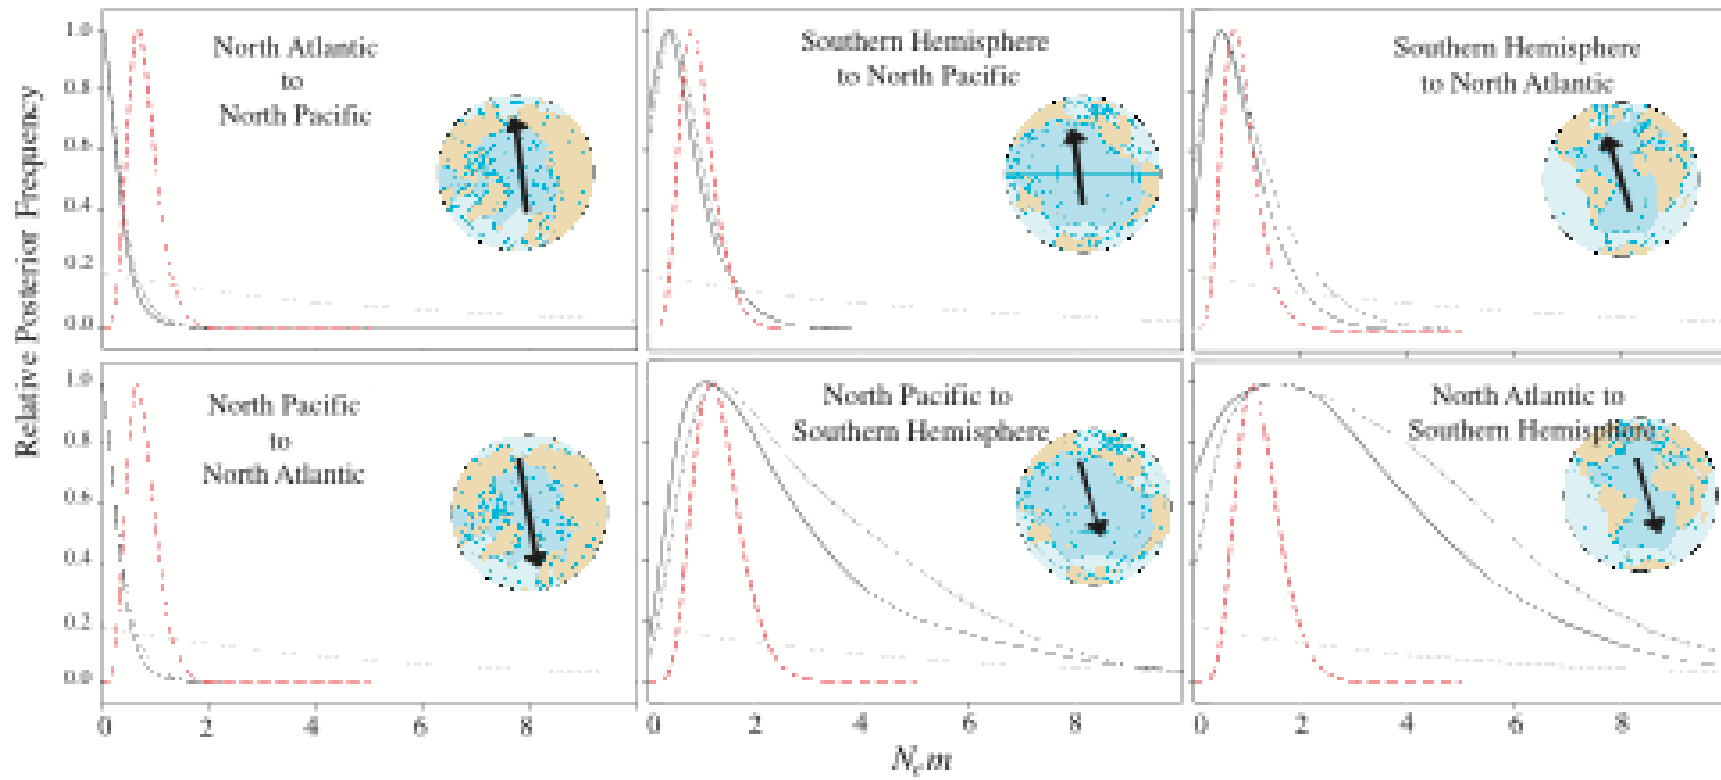 Relative Posterior Frequency
1.0
0.8
0.6
0.4
0.2
0.0
North Atlantic
to
North Pacific
Southern Hemisphere
to North Pacific
Southern Hemisphere
to North Atlantic
1.0
0.8
0.6
0.4
0.2
0.0
North Pacific
to
North Atlantic
North Pacific to
Southern Hemisphere
North Atlantic to
Southern Hemisphere
0 2 4 6 8
0 2 4 6 8
0 2 4 6 8
Nₑm